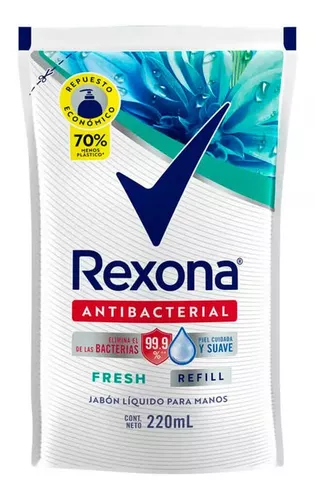 REPUESTO
ECONÓMICO
70%
MENOS
PLÁSTICO*
Rexona®
ANTIBACTERIAL
ELIMINA EL
DE LAS BACTERIAS
99.9
%**
PIEL CUIDADA
Y SUAVE
FRESH
REFILL
JABÓN LÍQUIDO PARA MANOS
CONT.
NETO
220mL